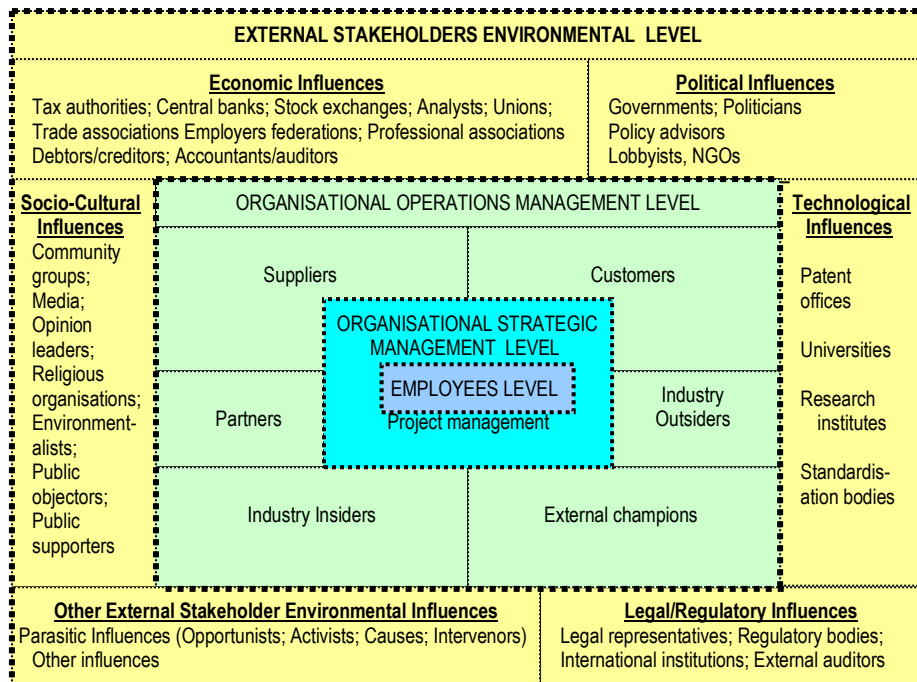 EXTERNAL STAKEHOLDERS ENVIRONMENTAL LEVEL
Economic Influences
Tax authorities; Central banks; Stock exchanges; Analysts; Unions;
Trade associations Employers federations; Professional associations
Debtors/creditors; Accountants/auditors
Political Influences
Governments; Politicians
Policy advisors
Lobbyists, NGOs
Socio-Cultural
Influences
Community
groups;
Media;
Opinion
leaders;
Religious
organisations;
Environment-
alists;
Public
objectors;
Public
supporters
ORGANISATIONAL OPERATIONS MANAGEMENT LEVEL
Suppliers
Customers
ORGANISATIONAL STRATEGIC
MANAGEMENT LEVEL
EMPLOYEES LEVEL
Project management
Partners
Industry
Outsiders
Industry Insiders
External champions
Technological
Influences
Patent
offices
Universities
Research
institutes
Standardis-
ation bodies
Other External Stakeholder Environmental Influences
Parasitic Influences (Opportunists; Activists; Causes; Intervenors)
Other influences
Legal/Regulatory Influences
Legal representatives; Regulatory bodies;
International institutions; External auditors